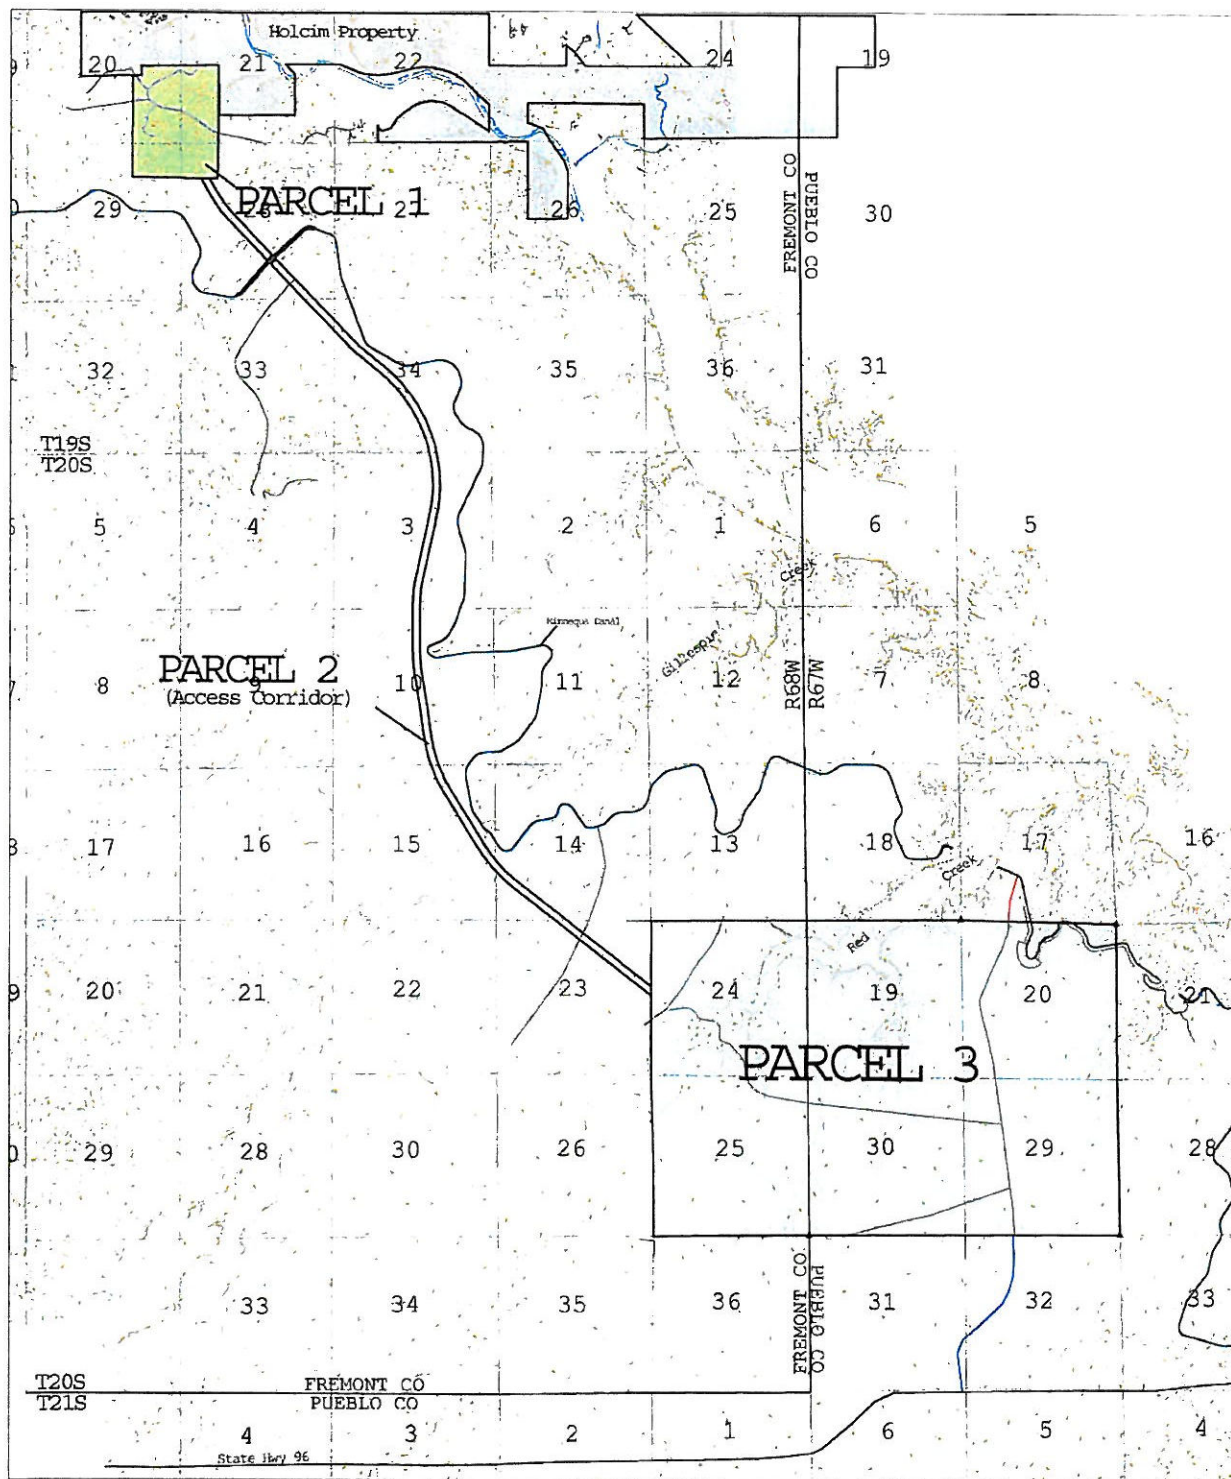 Holcim Property
20 21 22 24 19
PARCEL 1
29 28 27 26 25 30
FREMONT CO
PUEBLO CO
32 33 34 35 36 31
T19S
T20S
5 4 3 2 1 6 5
Creek
Gillespie
PARCEL 2
(Access Corridor)
8 9 10 11 12 7 8
R68W
R67W
17 16 15 14 13 18 17 16
Creek
Red
20 21 22 23 24 19 20 21
PARCEL 3
29 28 30 26 25 30 29 28
33 34 35 36 31 32 33
FREMONT CO
PUEBLO CO
T20S
T21S
FREMONT CO
PUEBLO CO
4 3 2 1 6 5 4
State Hwy 96